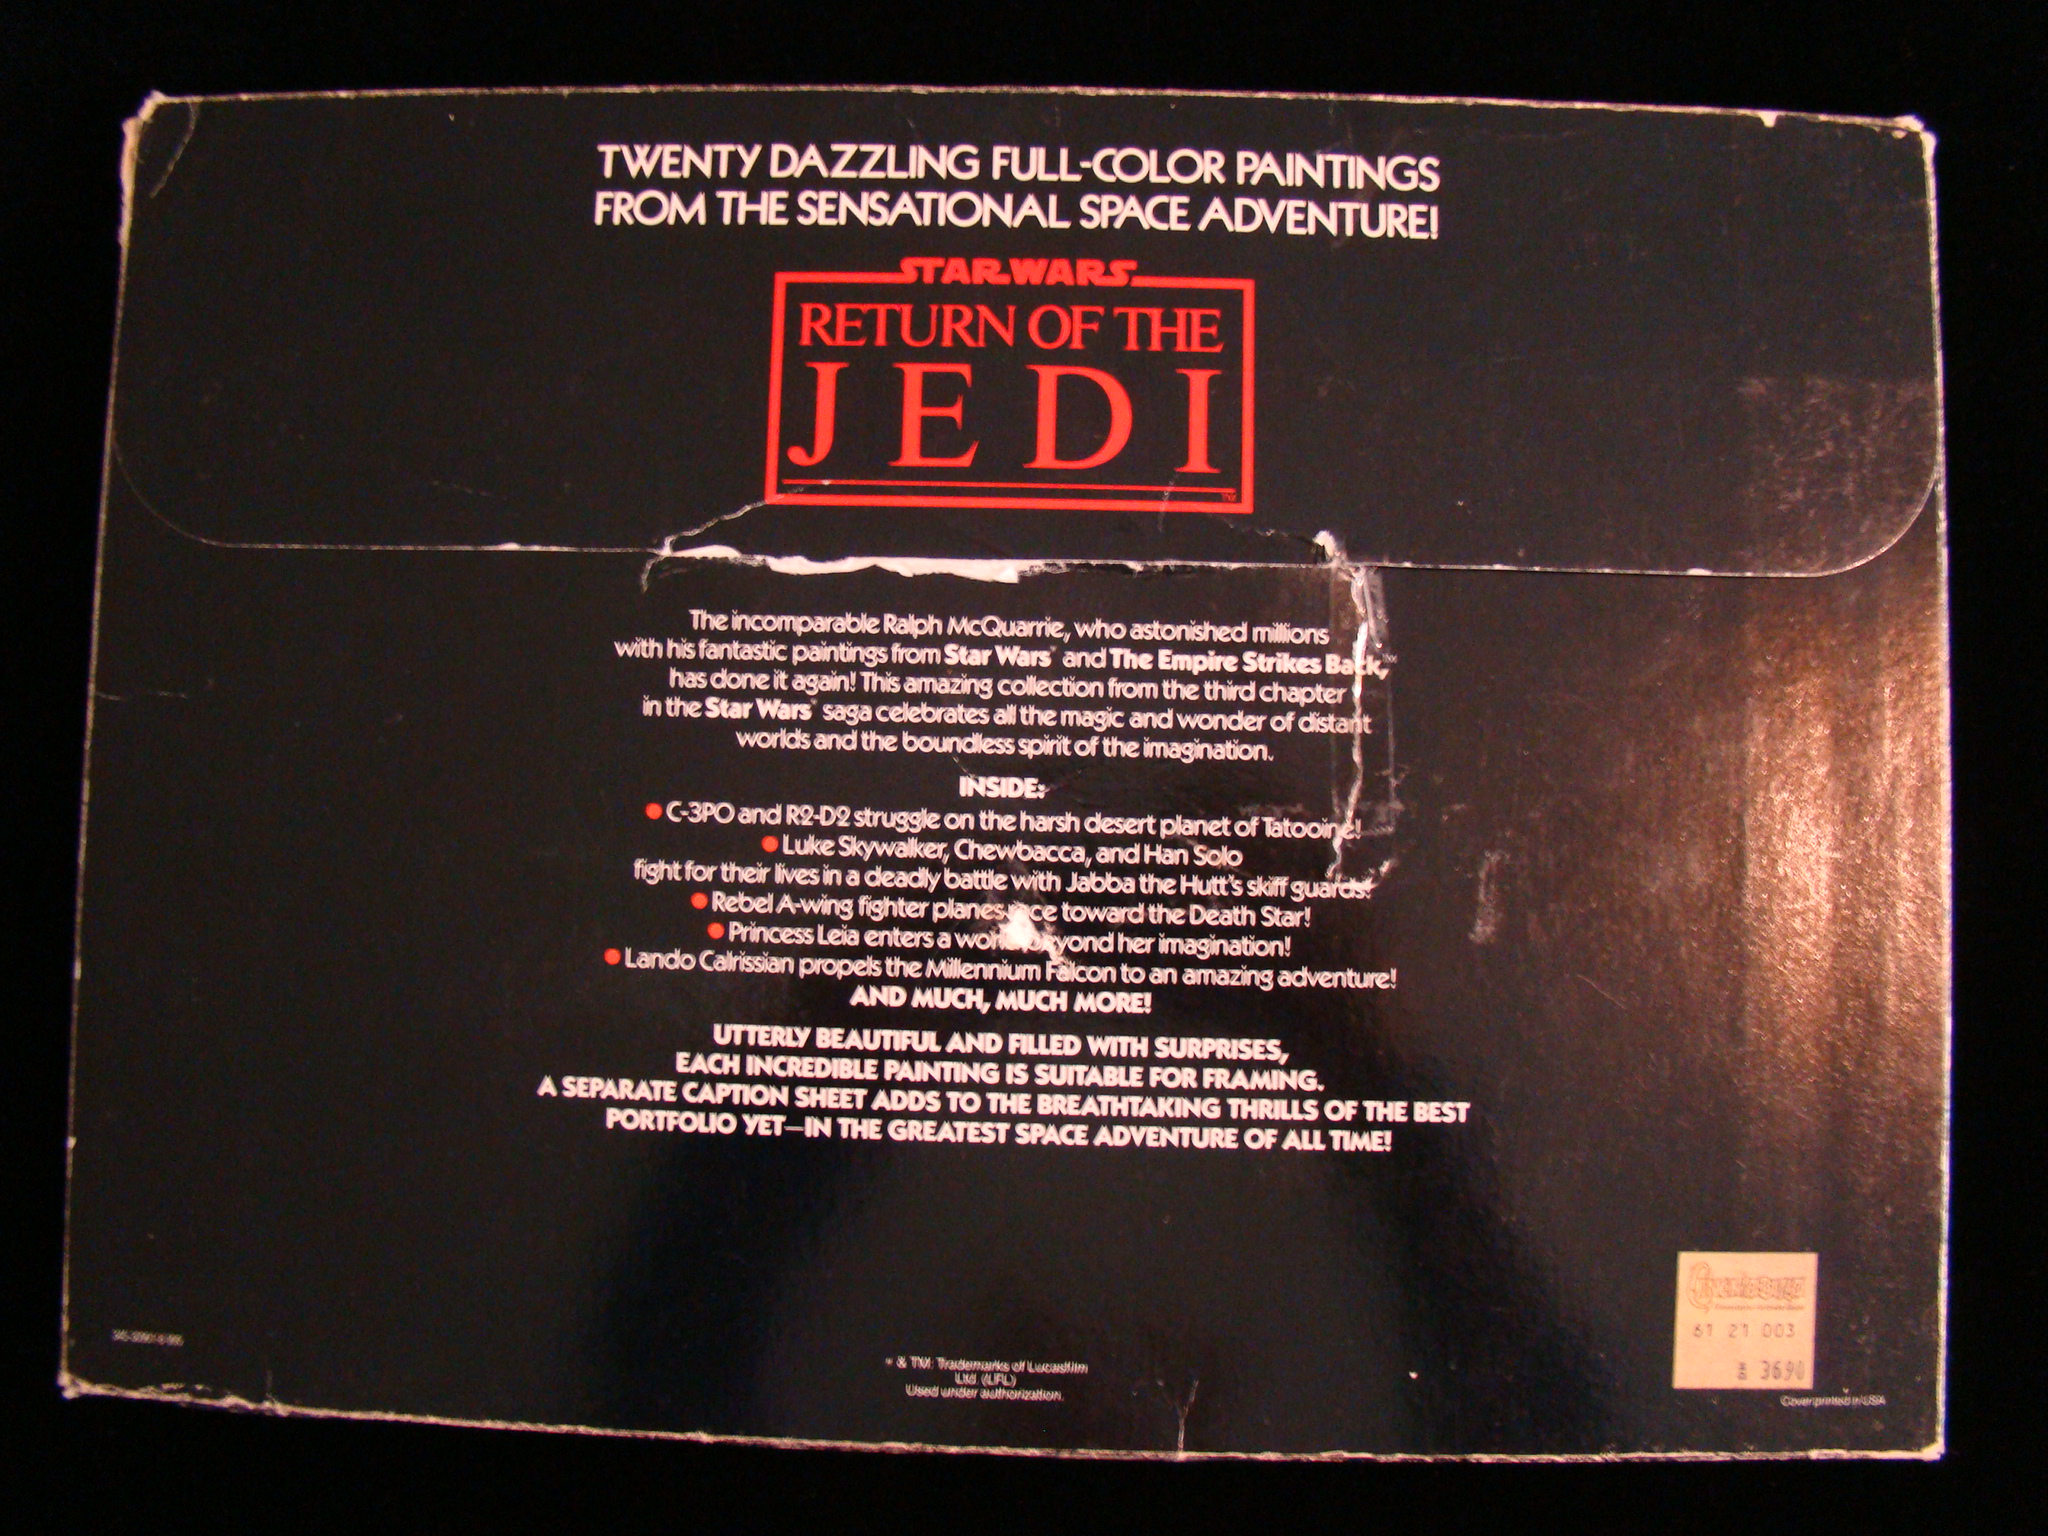 TWENTY DAZZLING FULL-COLOR PAINTINGS
FROM THE SENSATIONAL SPACE ADVENTURE!
STAR WARS
RETURN OF THE
JEDI
TM
The incomparable Ralph McQuarrie, who astonished millions
with his fantastic paintings from Star Wars® and The Empire Strikes Back,™
has done it again! This amazing collection from the third chapter
in the Star Wars® saga celebrates all the magic and wonder of distant
worlds and the boundless spirit of the imagination.
INSIDE:
● C-3PO and R2-D2 struggle on the harsh desert planet of Tatooine!
● Luke Skywalker, Chewbacca, and Han Solo
fight for their lives in a deadly battle with Jabba the Hutt's skiff guards!
● Rebel A-wing fighter planes race toward the Death Star!
● Princess Leia enters a world beyond her imagination!
● Lando Calrissian propels the Millennium Falcon to an amazing adventure!
AND MUCH, MUCH MORE!
UTTERLY BEAUTIFUL AND FILLED WITH SURPRISES,
EACH INCREDIBLE PAINTING IS SUITABLE FOR FRAMING.
A SEPARATE CAPTION SHEET ADDS TO THE BREATHTAKING THRILLS OF THE BEST
PORTFOLIO YET—IN THE GREATEST SPACE ADVENTURE OF ALL TIME!
61 21 003
3690
® & TM: Trademarks of Lucasfilm
Ltd. (LFL)
Used under authorization.
Cover printed in USA